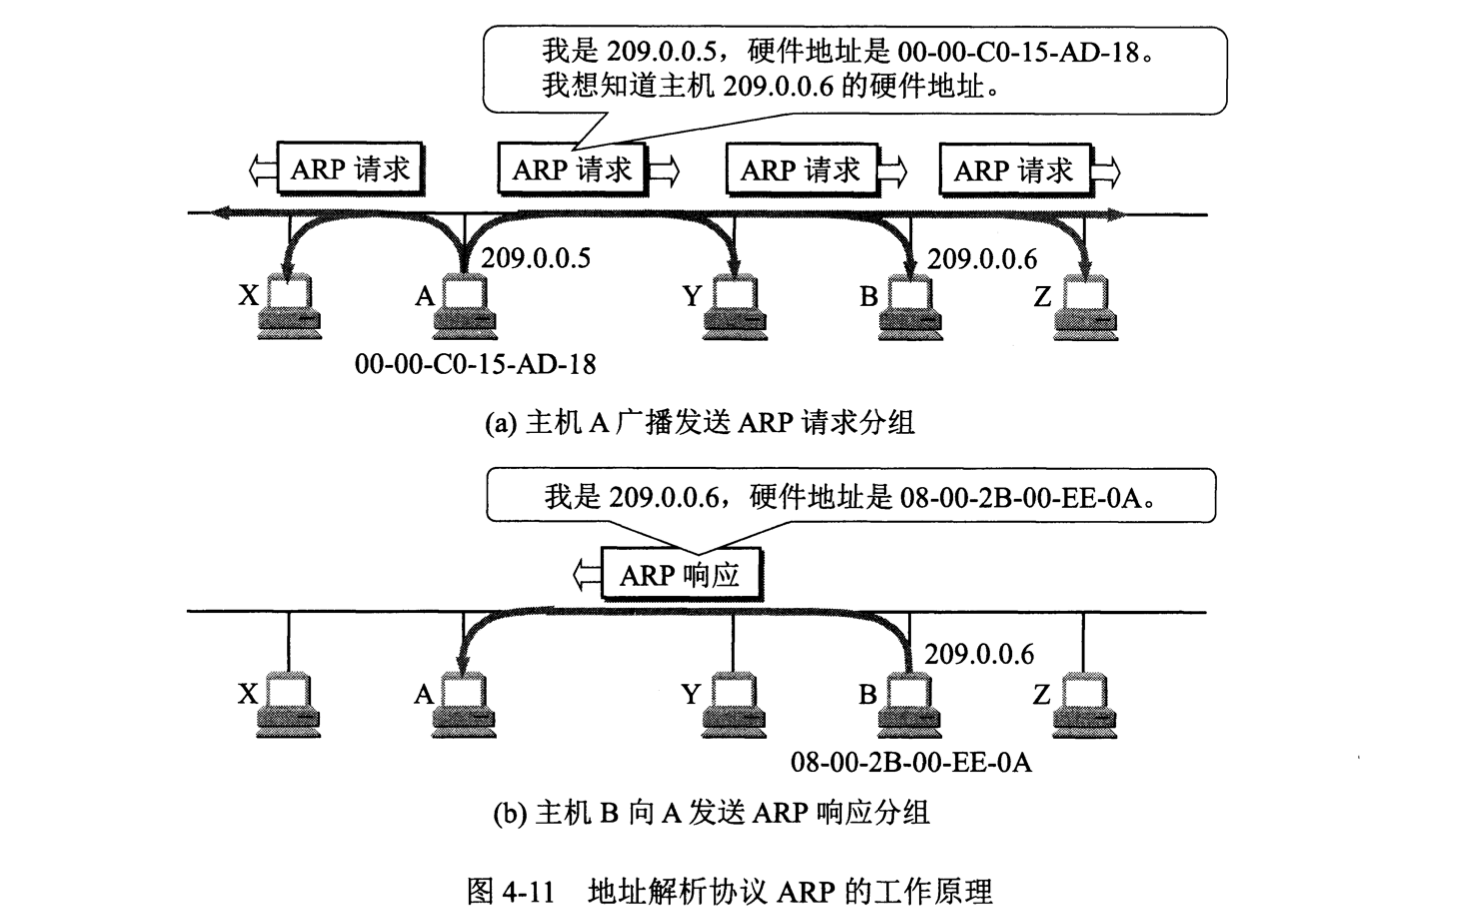 我是 209.0.0.5，硬件地址是 00-00-C0-15-AD-18。
我想知道主机 209.0.0.6 的硬件地址。
ARP 请求 ARP 请求 ARP 请求 ARP 请求
209.0.0.5 209.0.0.6
X A Y B Z
00-00-C0-15-AD-18
(a) 主机 A 广播发送 ARP 请求分组
我是 209.0.0.6，硬件地址是 08-00-2B-00-EE-0A。
ARP 响应
209.0.0.6
X A Y B Z
08-00-2B-00-EE-0A
(b) 主机 B 向 A 发送 ARP 响应分组
图 4-11 地址解析协议 ARP 的工作原理